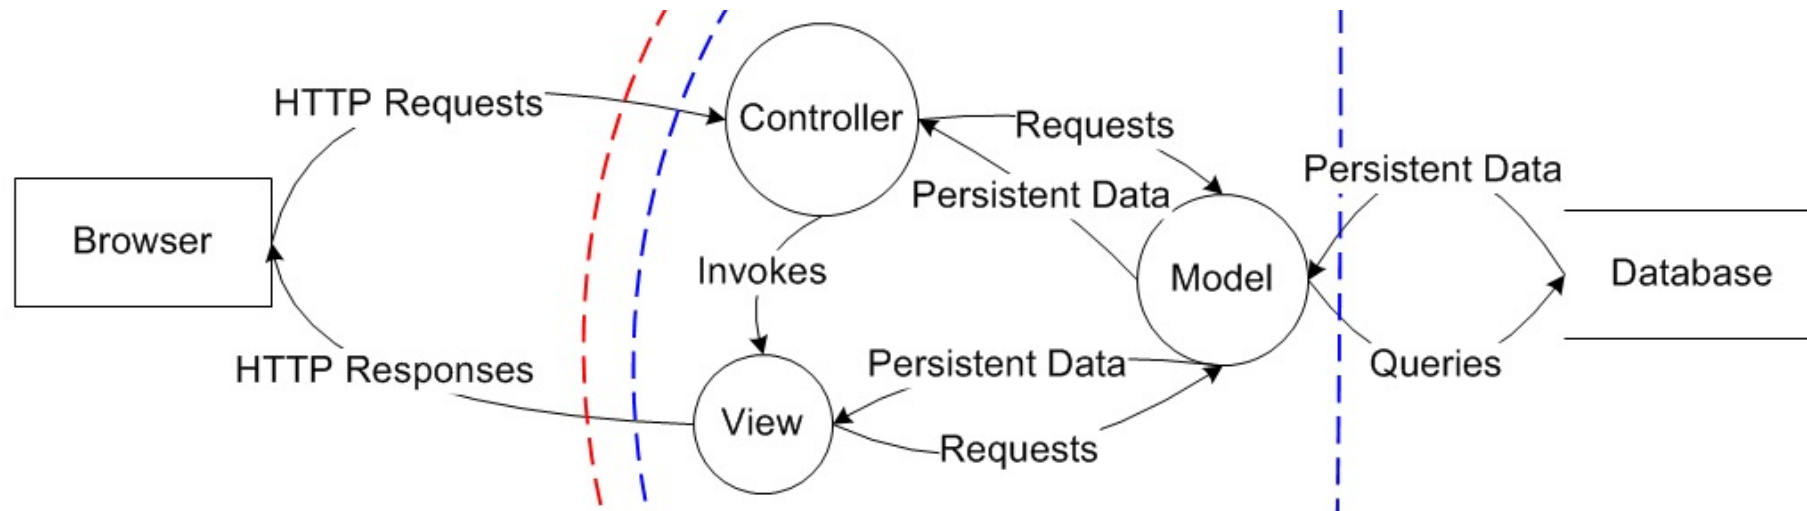 HTTP Requests
Controller
Requests
Persistent Data
Persistent Data
Browser
Invokes
Model
Database
HTTP Responses
Persistent Data
Queries
View
Requests